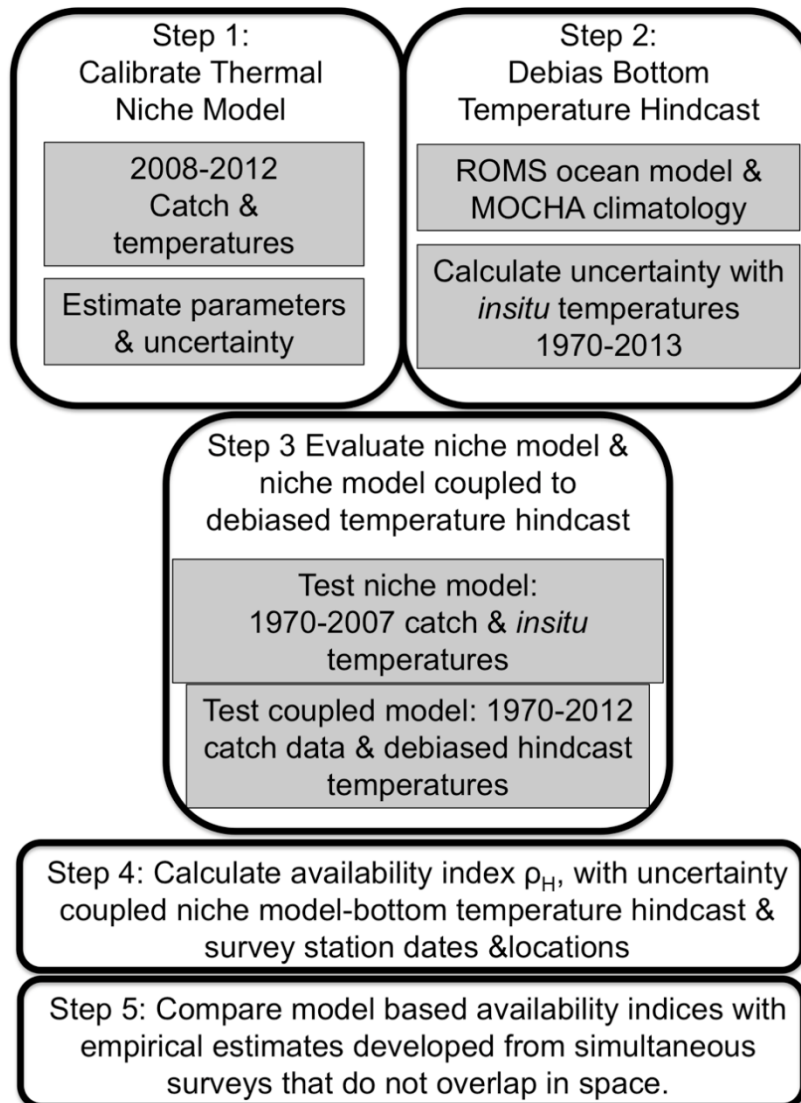 Step 1:
Calibrate Thermal
Niche Model
2008-2012
Catch &
temperatures
Estimate parameters
& uncertainty
Step 2:
Debias Bottom
Temperature Hindcast
ROMS ocean model &
MOCHA climatology
Calculate uncertainty with
insitu temperatures
1970-2013
Step 3 Evaluate niche model &
niche model coupled to
debiased temperature hindcast
Test niche model:
1970-2007 catch & insitu
temperatures
Test coupled model: 1970-2012
catch data & debiased hindcast
temperatures
Step 4: Calculate availability index ρH, with uncertainty
coupled niche model-bottom temperature hindcast &
survey station dates &locations
Step 5: Compare model based availability indices with
empirical estimates developed from simultaneous
surveys that do not overlap in space.